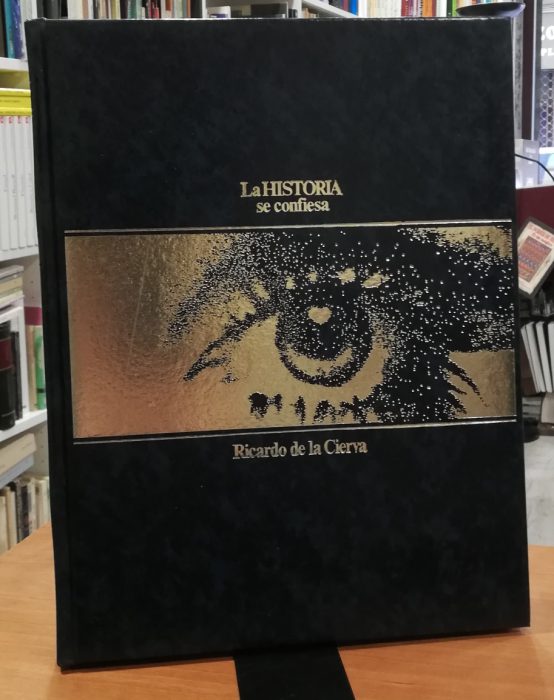 La HISTORIA
se confiesa
Ricardo de la Cierva